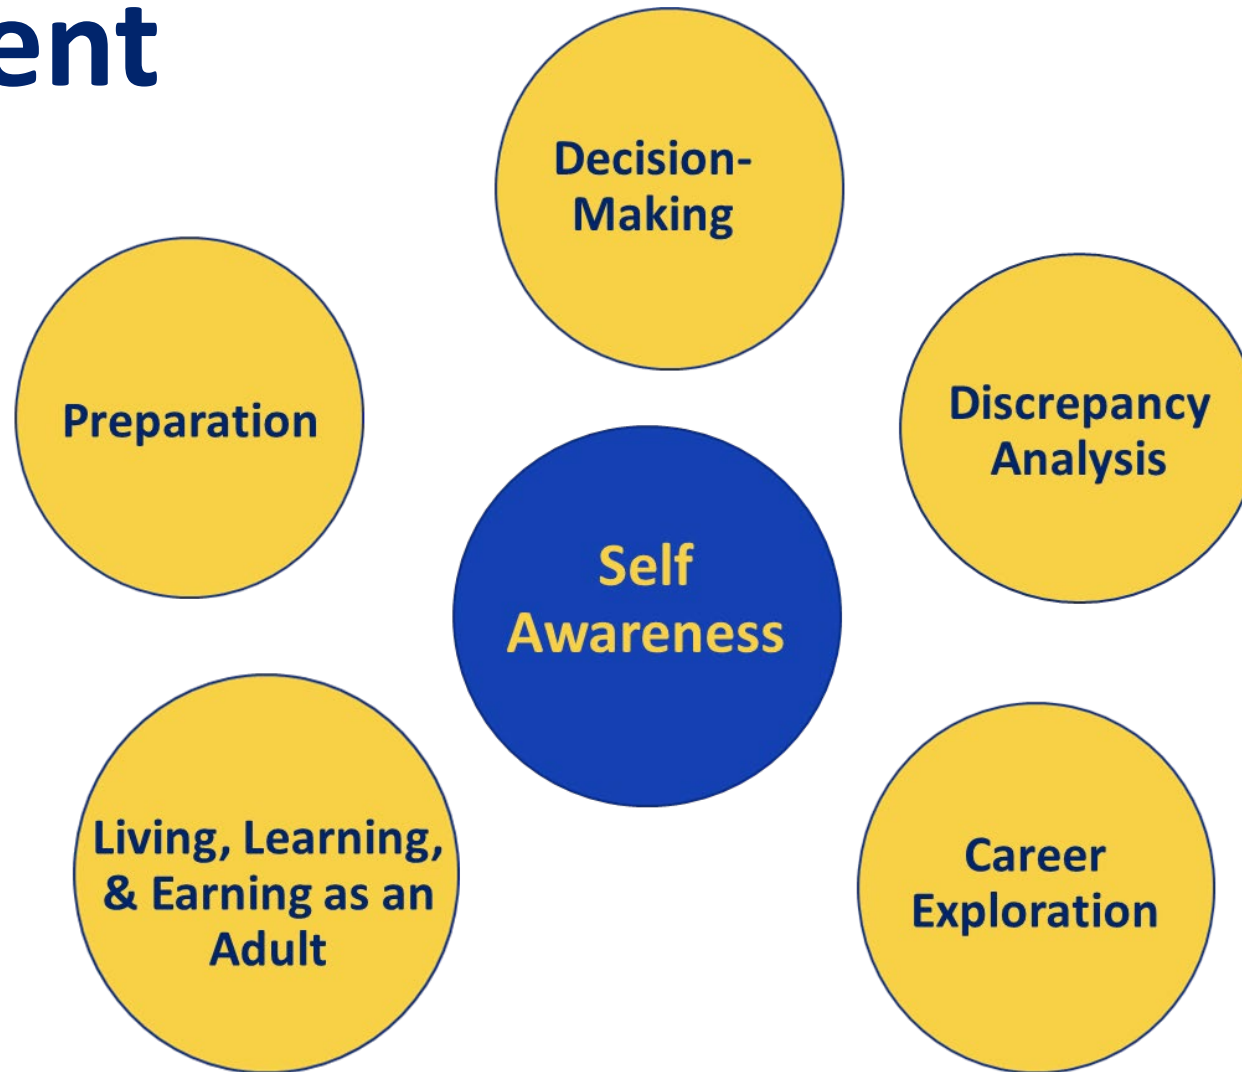 ent
Decision-
Making
Preparation
Discrepancy
Analysis
Self
Awareness
Living, Learning,
& Earning as an
Adult
Career
Exploration